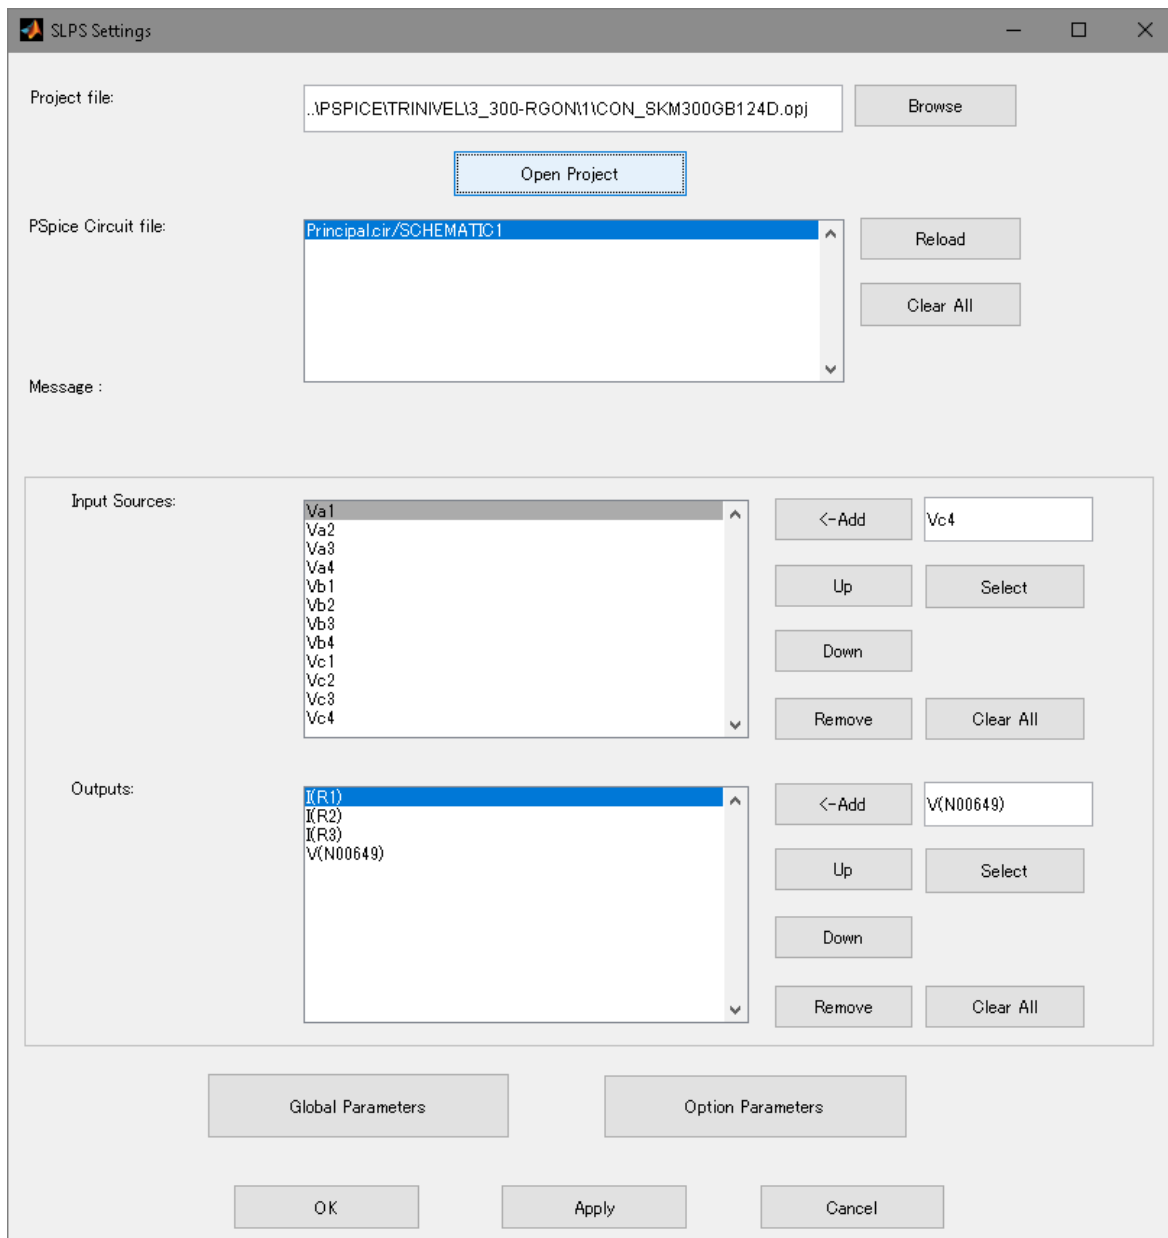 SLPS Settings
Project file:
..\PSPICE\TRINIVEL\3_300-RGON\1\CON_SKM300GB124D.opj
Browse
Open Project
PSpice Circuit file:
Principal.cir/SCHEMATIC1
Reload
Clear All
Message :
Input Sources:
Va1
Va2
Va3
Va4
Vb1
Vb2
Vb3
Vb4
Vc1
Vc2
Vc3
Vc4
<-Add
Vc4
Up
Select
Down
Remove
Clear All
Outputs:
I(R1)
I(R2)
I(R3)
V(N00649)
<-Add
V(N00649)
Up
Select
Down
Remove
Clear All
Global Parameters
Option Parameters
OK
Apply
Cancel